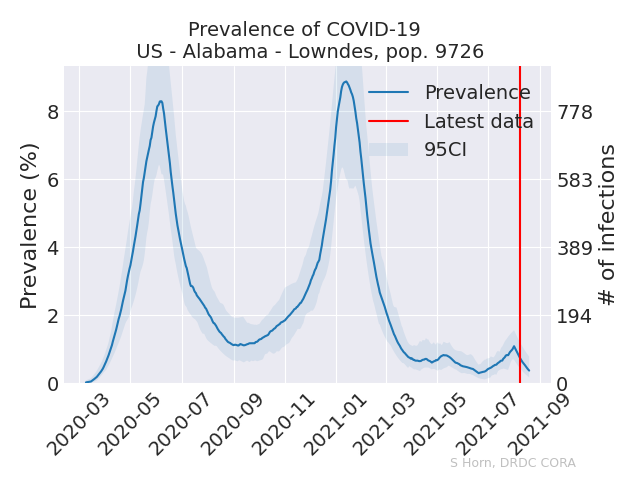 Prevalence of COVID-19
US - Alabama - Lowndes, pop. 9726
Prevalence
Latest data
95CI
Prevalence (%)
8
6
4
2
0
# of infections
778
583
389
194
0
2020-03
2020-05
2020-07
2020-09
2020-11
2021-01
2021-03
2021-05
2021-07
2021-09
S Horn, DRDC CORA